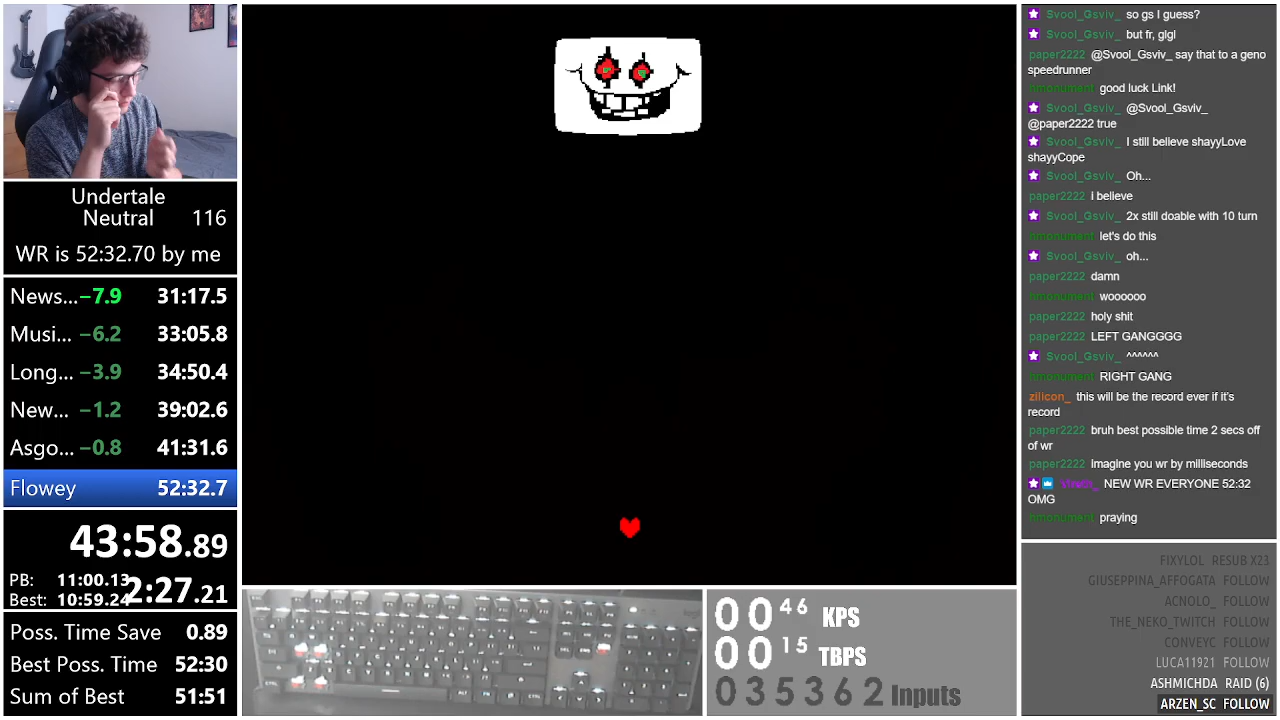 Undertale
Neutral 116
WR is 52:32.70 by me
News... −7.9 31:17.5
Musi... −6.2 33:05.8
Long... −3.9 34:50.4
New... −1.2 39:02.6
Asgo... −0.8 41:31.6
Flowey 52:32.7
43:58.89
PB: 11:00.13
Best: 10:59.24
2:27.21
Poss. Time Save 0.89
Best Poss. Time 52:30
Sum of Best 51:51
00 46 KPS
00 15 TBPS
035362 Inputs
Svool_Gsviv_ so gs I guess?
Svool_Gsviv_ but fr, glgl
paper2222 @Svool_Gsviv_ say that to a geno
speedrunner
good luck Link!
Svool_Gsviv_ @Svool_Gsviv_
@paper2222 true
Svool_Gsviv_ I still believe shayyLove
shayyCope
Svool_Gsviv_ Oh...
paper2222 i believe
Svool_Gsviv_ 2x still doable with 10 turn
let's do this
Svool_Gsviv_ oh...
paper2222 damn
woooooo
paper2222 holy shit
paper2222 LEFT GANGGGG
Svool_Gsviv_ ^^^^^^
RIGHT GANG
zilicon_ this will be the record ever if it's
record
paper2222 bruh best possible time 2 secs off
of wr
paper2222 Imagine you wr by milliseconds
NEW WR EVERYONE 52:32
OMG
praying
FIXYLOL RESUB X23
GIUSEPPINA_AFFOGATA FOLLOW
ACNOLO_ FOLLOW
THE_NEKO_TWITCH FOLLOW
CONVEYC FOLLOW
LUCA11921 FOLLOW
ASHMICHDA RAID (6)
ARZEN_SC FOLLOW